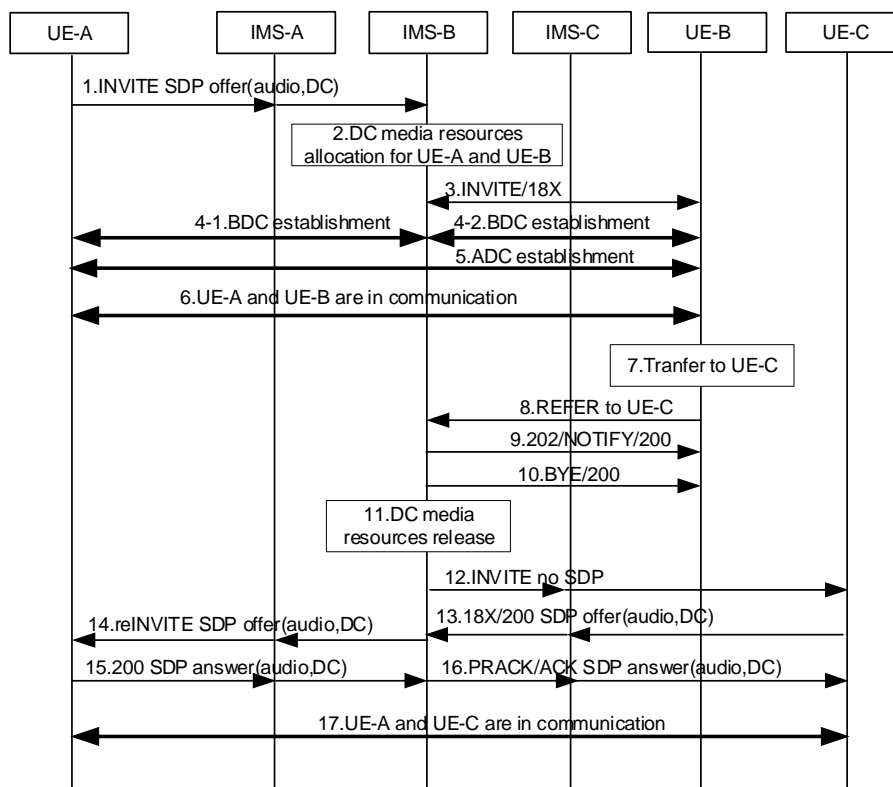 UE-A
IMS-A
IMS-B
IMS-C
UE-B
UE-C
1.INVITE SDP offer(audio,DC)
2.DC media resources
allocation for UE-A and UE-B
3.INVITE/18X
4-1.BDC establishment
4-2.BDC establishment
5.ADC establishment
6.UE-A and UE-B are in communication
7.Tranfer to UE-C
8.REFER to UE-C
9.202/NOTIFY/200
10.BYE/200
11.DC media
resources release
12.INVITE no SDP
13.18X/200 SDP offer(audio,DC)
14.reINVITE SDP offer(audio,DC)
15.200 SDP answer(audio,DC)
16.PRACK/ACK SDP answer(audio,DC)
17.UE-A and UE-C are in communication